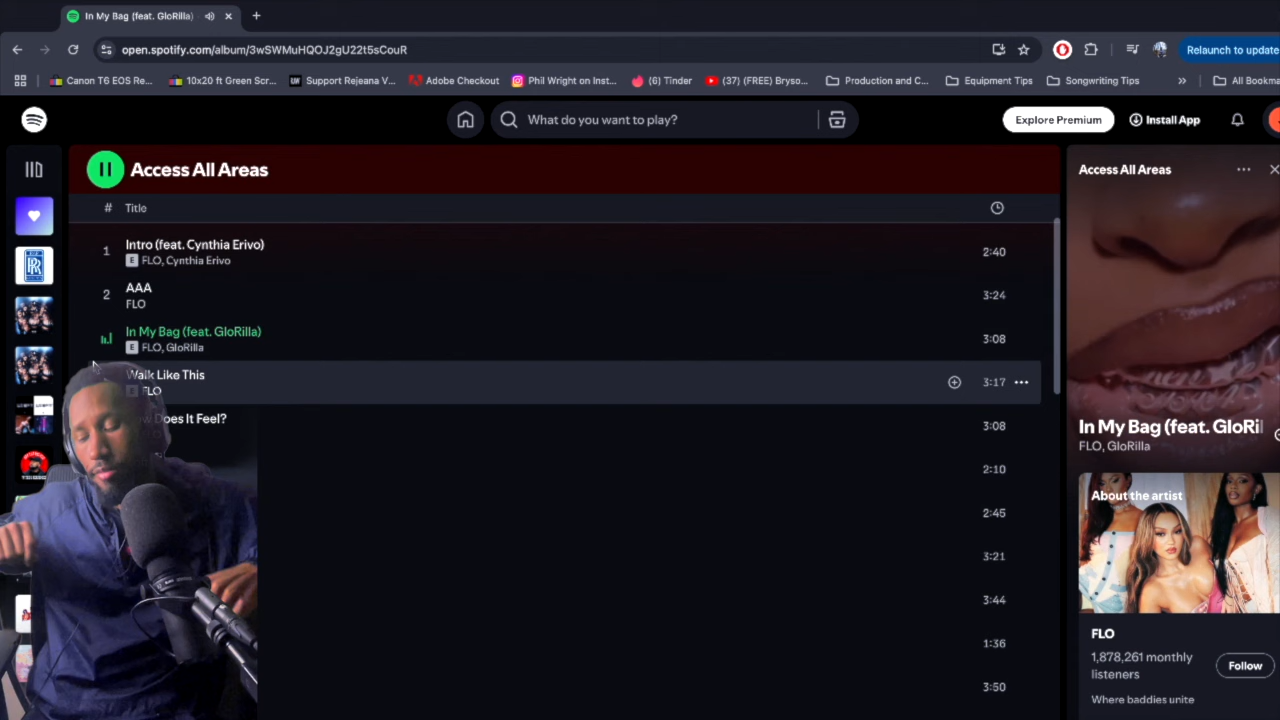 In My Bag (feat. GloRilla)
open.spotify.com/album/3wSWMuHQOJ2gU22t5sCouR
Relaunch to update
Canon T6 EOS Re...
10x20 ft Green Scr...
Support Rejeana V...
Adobe Checkout
Phil Wright on Inst...
(6) Tinder
(37) (FREE) Bryso...
Production and C...
Equipment Tips
Songwriting Tips
»
All Bookma
What do you want to play?
Explore Premium
Install App
Access All Areas
# Title
1 Intro (feat. Cynthia Erivo) 2:40
E FLO, Cynthia Erivo
2 AAA 3:24
FLO
In My Bag (feat. GloRilla) 3:08
E FLO, GloRilla
Walk Like This 3:17
FLO
Does It Feel? 3:08
2:10
2:45
3:21
3:44
1:36
3:50
Access All Areas
In My Bag (feat. GloRil
FLO, GloRilla
About the artist
FLO
1,878,261 monthly
listeners
Follow
Where baddies unite